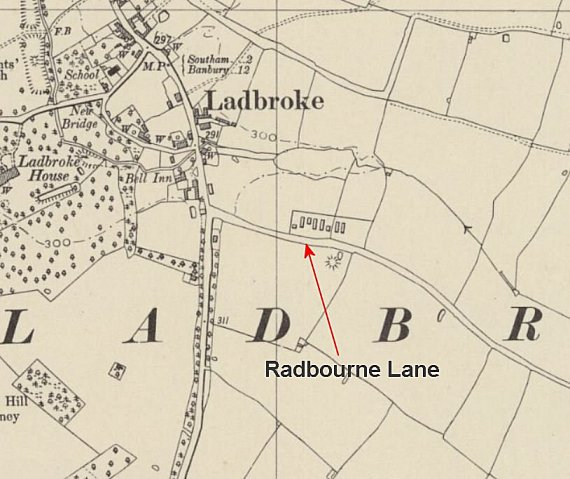 F.B
297
W
School
W
M.P
Southam..2
Banbury..12
Ladbroke
New
Bridge
W
W
291
300
W
Ladbroke
House
W
Bell Inn
300
L A D B R
311
Radbourne Lane
Hill
ney